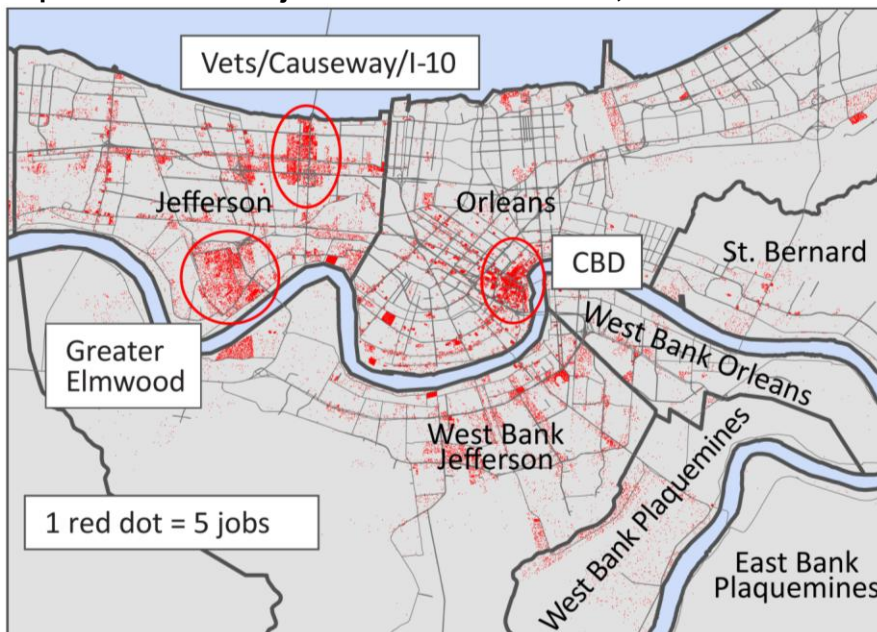 Vets/Causeway/I-10
Jefferson
Orleans
CBD
St. Bernard
Greater
Elmwood
West Bank Orleans
West Bank
Jefferson
West Bank Plaquemines
1 red dot = 5 jobs
East Bank
Plaquemines